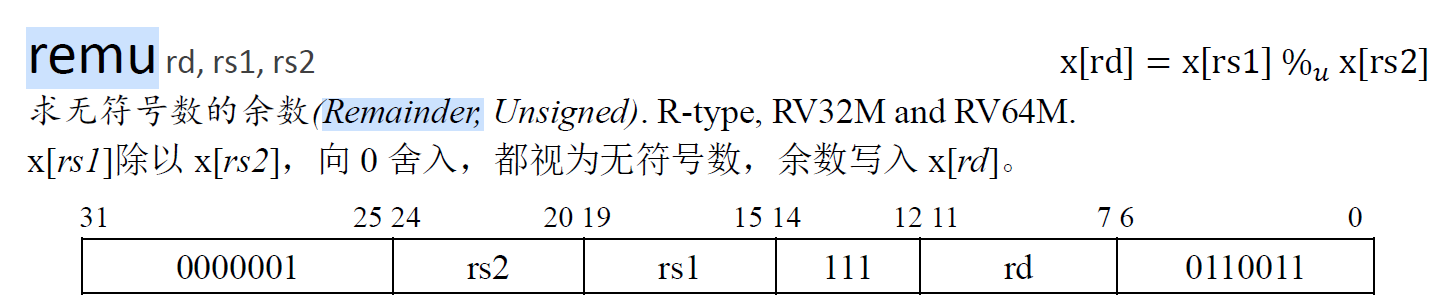 remu rd, rs1, rs2 x[rd] = x[rs1] %u x[rs2]
求无符号数的余数(Remainder, Unsigned). R-type, RV32M and RV64M.
x[rs1]除以 x[rs2]，向 0 舍入，都视为无符号数，余数写入 x[rd]。
31 25 24 20 19 15 14 12 11 7 6 0
0000001 rs2 rs1 111 rd 0110011